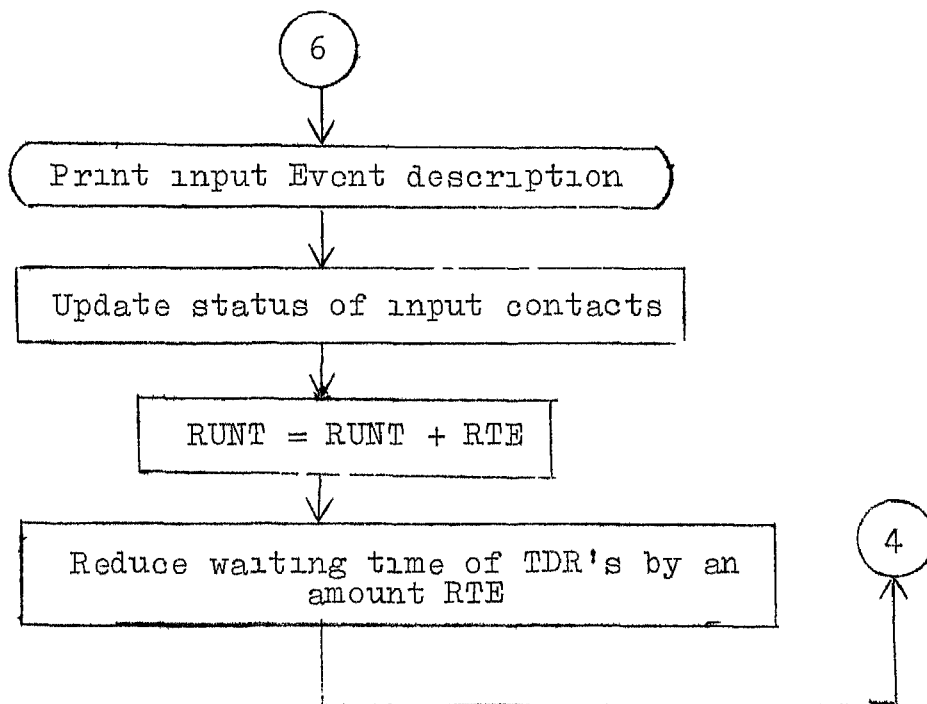 6
Print input Event description
Update status of input contacts
RUNT = RUNT + RTE
Reduce waiting time of TDR's by an
amount RTE
4